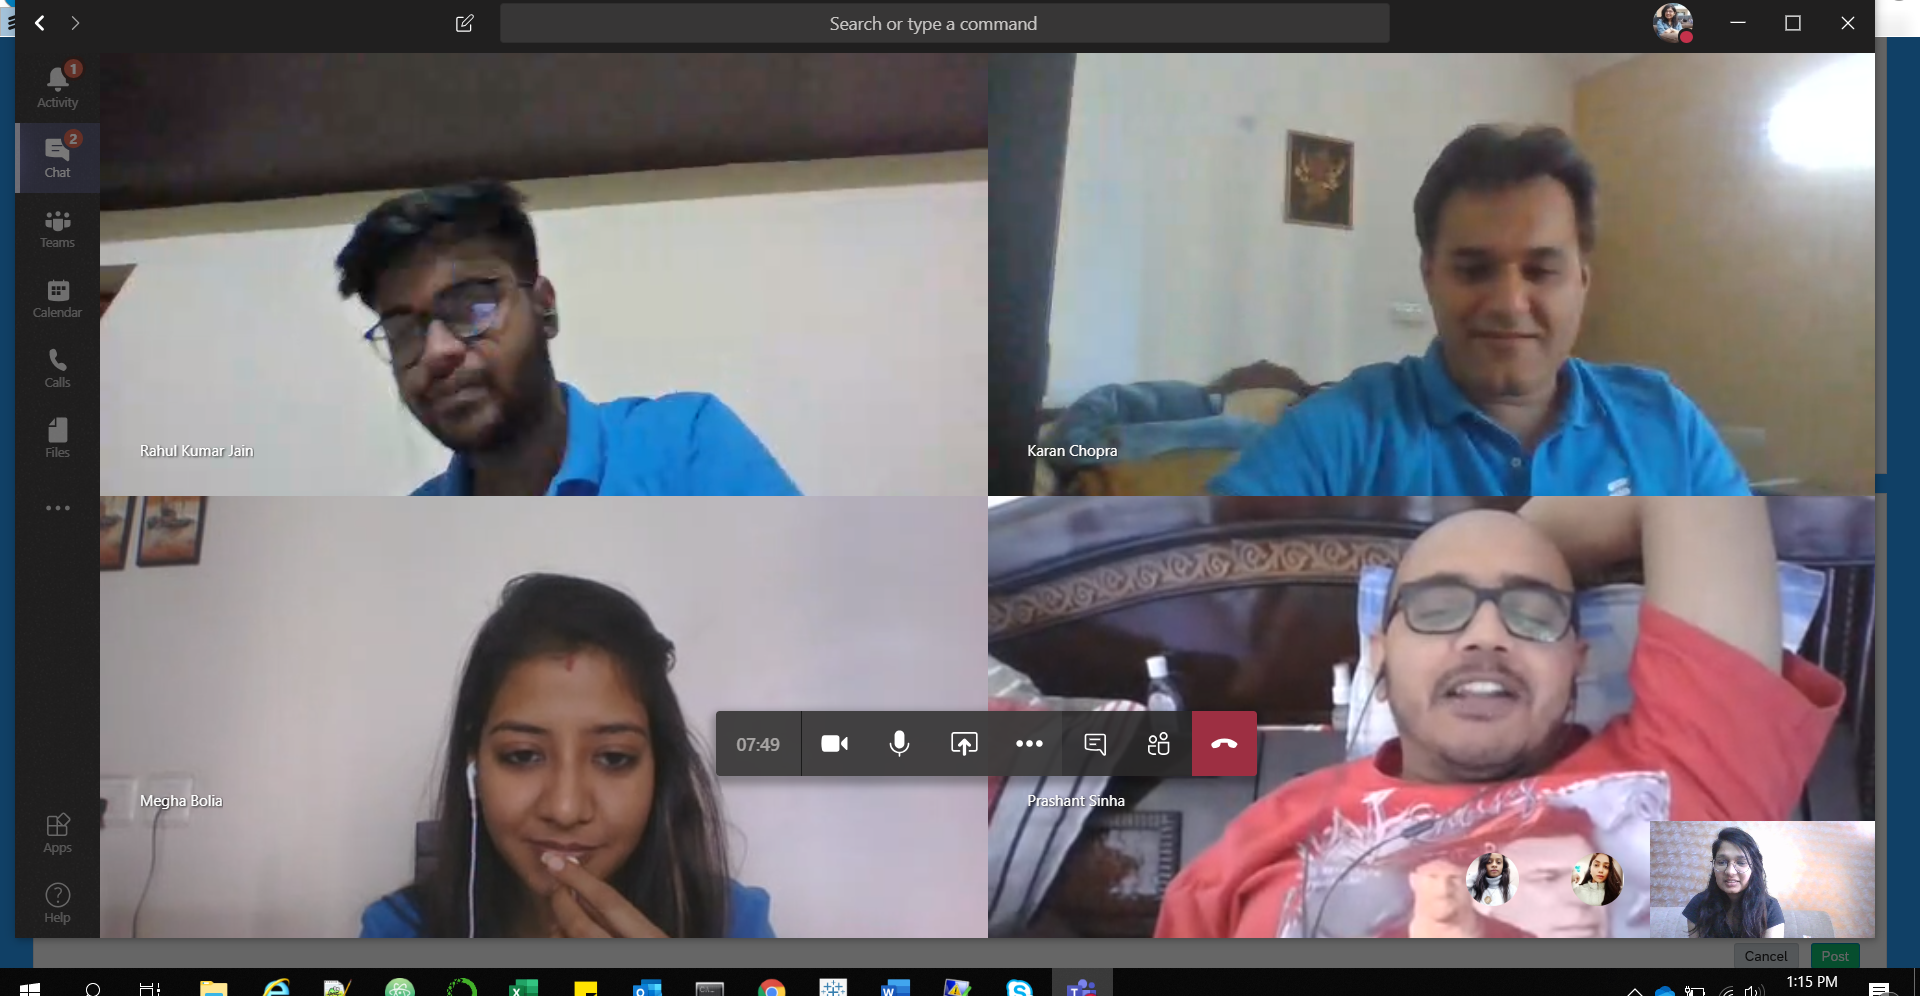 Search or type a command
1
Activity
2
Chat
Teams
Calendar
Calls
Files
Rahul Kumar Jain
Karan Chopra
07:49
Megha Bolia
Prashant Sinha
Apps
Help
Cancel
Post
1:15 PM